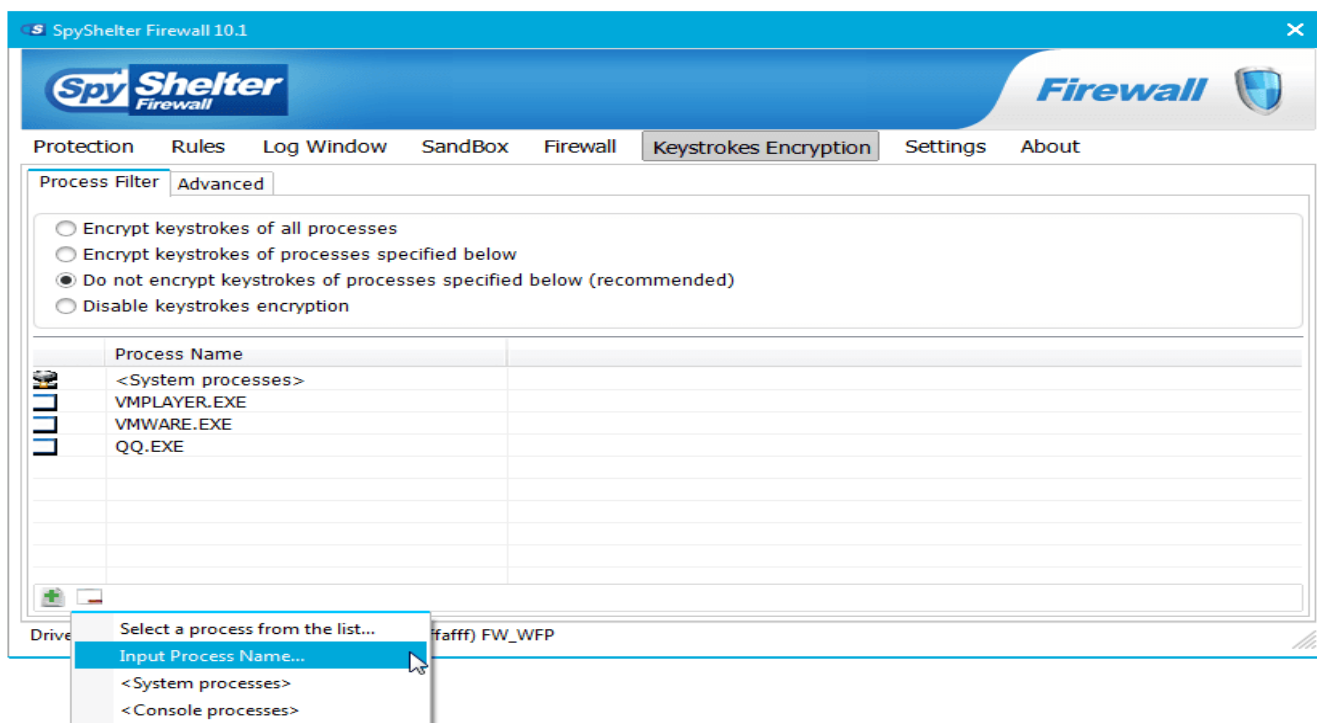 SpyShelter Firewall 10.1
Spy Shelter
Firewall
Firewall
Protection Rules Log Window SandBox Firewall Keystrokes Encryption Settings About
Process Filter Advanced
Encrypt keystrokes of all processes
Encrypt keystrokes of processes specified below
Do not encrypt keystrokes of processes specified below (recommended)
Disable keystrokes encryption
Process Name
<System processes>
VMPLAYER.EXE
VMWARE.EXE
QQ.EXE
Select a process from the list...
Drive ffafff) FW_WFP
Input Process Name...
<System processes>
<Console processes>